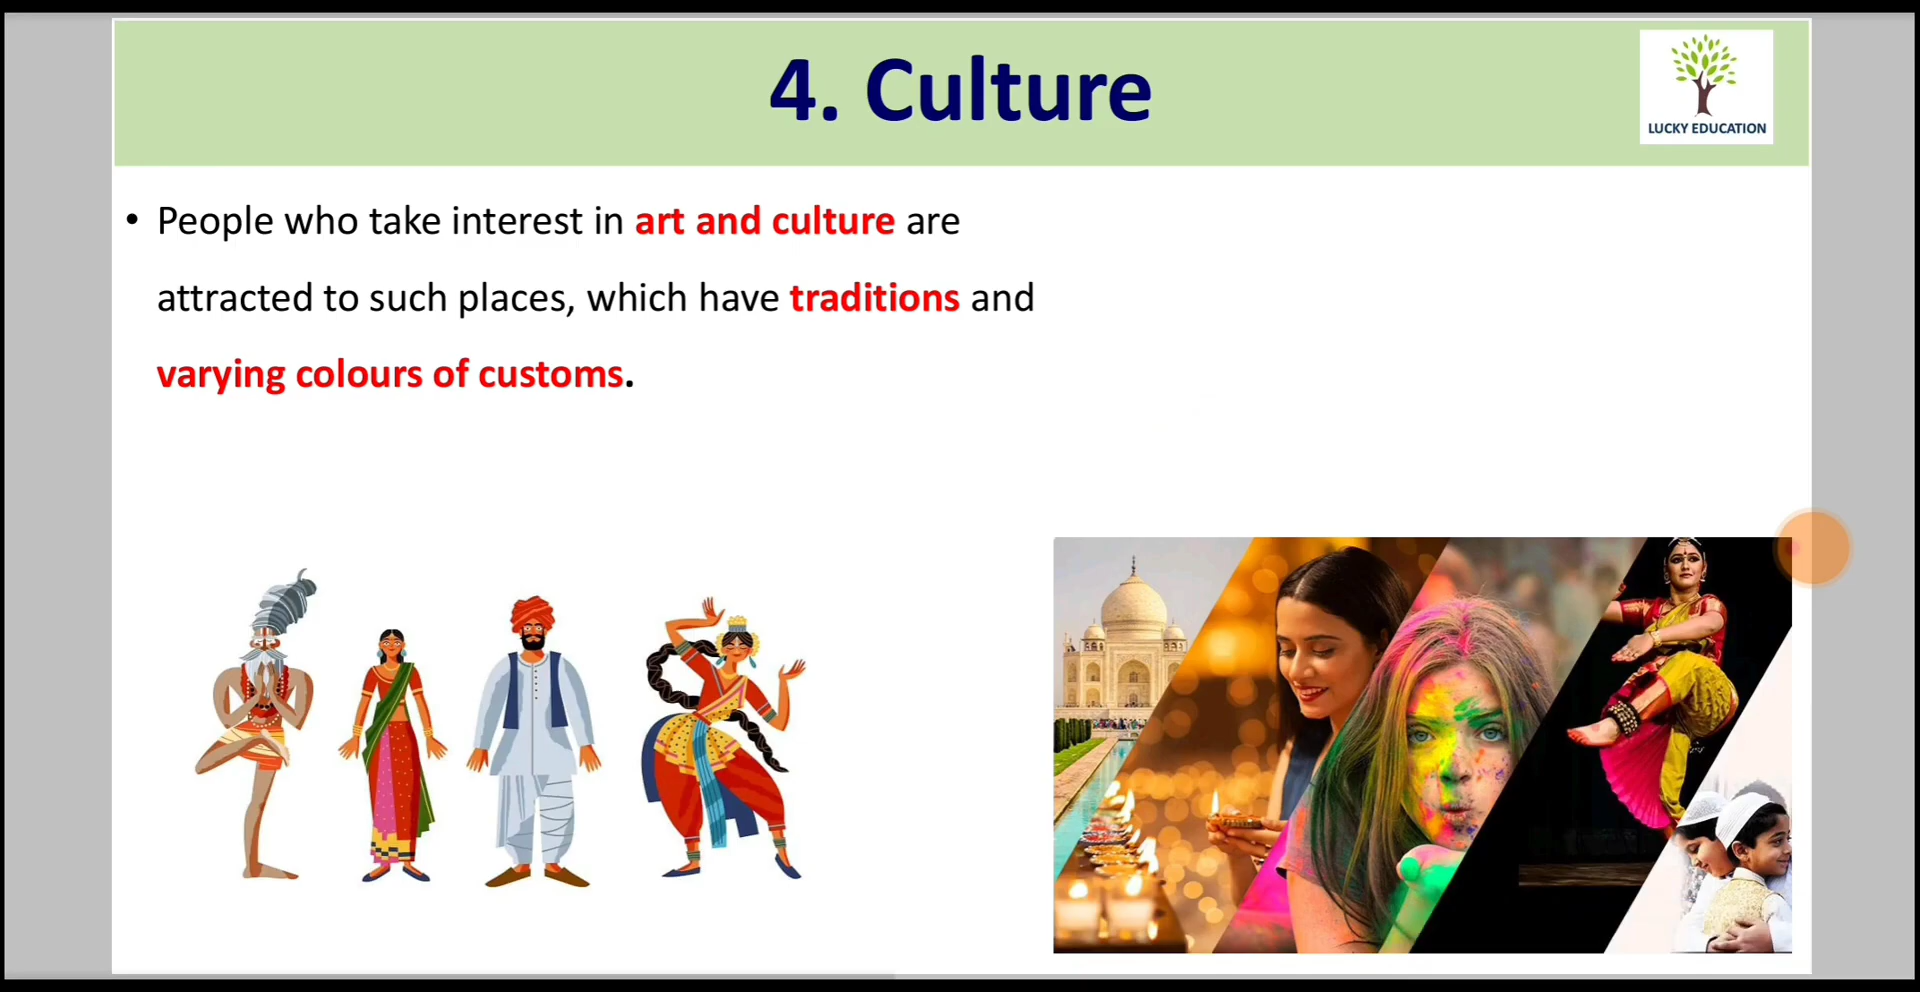 4. Culture
LUCKY EDUCATION
• People who take interest in art and culture are
attracted to such places, which have traditions and
varying colours of customs.